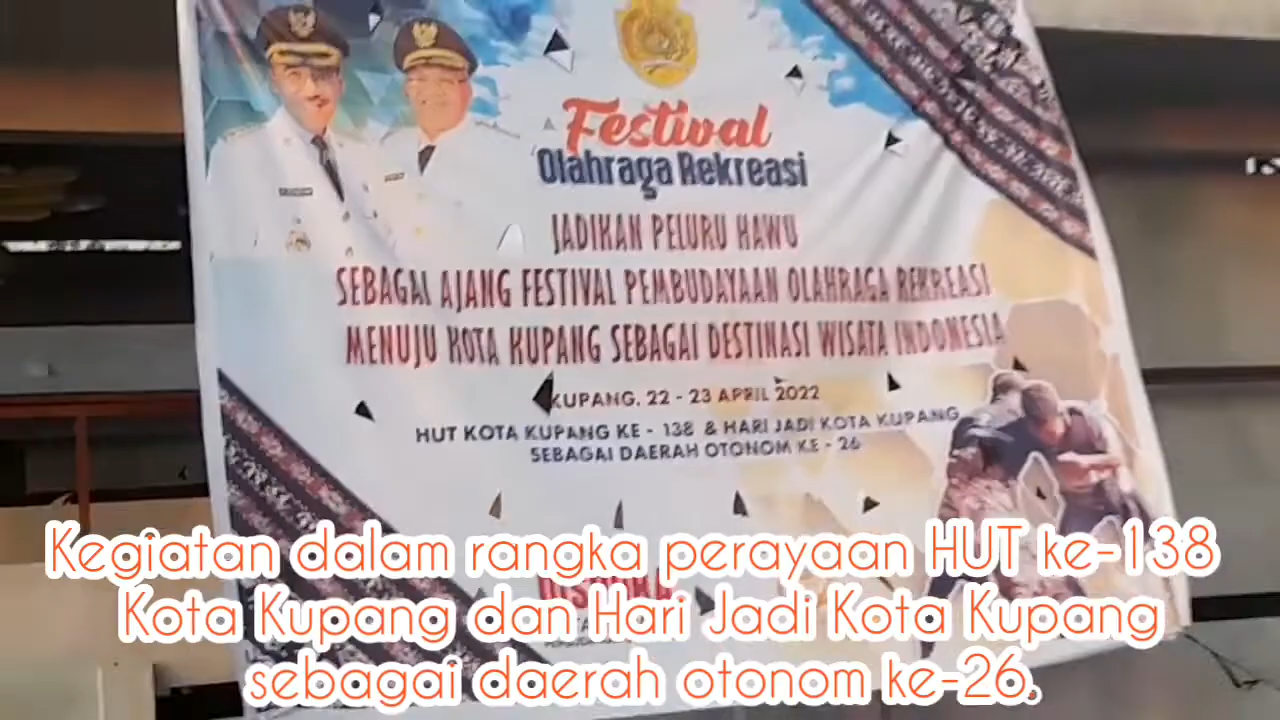 Festival
Olahraga Rekreasi
JADIKAN PELURU HAWU
SEBAGAI AJANG FESTIVAL PEMBUDAYAAN OLAHRAGA REKREASI
MENUJU KOTA KUPANG SEBAGAI DESTINASI WISATA INDONESIA
KUPANG, 22 - 23 APRIL 2022
HUT KOTA KUPANG KE - 138 & HARI JADI KOTA KUPANG
SEBAGAI DAERAH OTONOM KE - 26
Kegiatan dalam rangka perayaan HUT ke-138
Kota Kupang dan Hari Jadi Kota Kupang
sebagai daerah otonom ke-26.